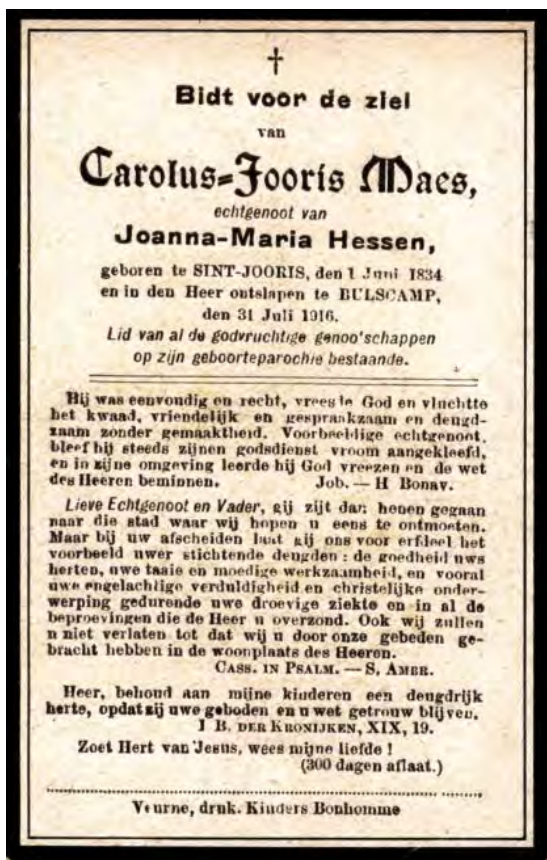 Bidt voor de ziel
van
Carolus-Jooris Maes,
echtgenoot van
Joanna-Maria Hessen,
geboren te SINT-JOORIS, den 1 Juni 1834
en in den Heer ontslapen te BULSCAMP,
den 31 Juli 1916.
Lid van al de godvruchtige genoo'schappen
op zijn geboorteparochie bestaande.
Hij was eenvoudig en recht, vreesde God en vluchtte
het kwaad, vriendelijk en gespraakzaam en deugd-
zaam zonder gemaaktheid. Voorbeeldige echtgenoot,
bleef hij steeds zijnen godsdienst vroom aangekleefd,
en in zijne omgeving leerde hij God vreezen en de wet
des Heeren beminnen. Job. — H Bonav.
Lieve Echtgenoot en Vader, gij zijt dan henen gegaan
naar die stad waar wij hopen u eens te ontmoeten.
Maar bij uw afscheiden laat gij ons voor erfdeel het
voorbeeld uwer stichtende deugden : de goedheid uws
herten, uwe taaie en moedige werkzaamheid, en vooral
uwe engelachtige verduldigheid en christelijke onder-
werping gedurende uwe droevige ziekte en in al de
beproevingen die de Heer u overzond. Ook wij zullen
u niet verlaten tot dat wij u door onze gebeden ge-
bracht hebben in de woonplaats des Heeren.
CASS. IN PSALM. — S. AMBR.
Heer, behoud aan mijne kinderen een deugdrijk
herte, opdat zij uwe geboden en u wet getrouw blijven.
I B. DER KRONIJKEN, XIX, 19.
Zoet Hert van Jesus, wees mijne liefde !
(300 dagen aflaat.)
Veurne, druk. Kinders Bonhomme